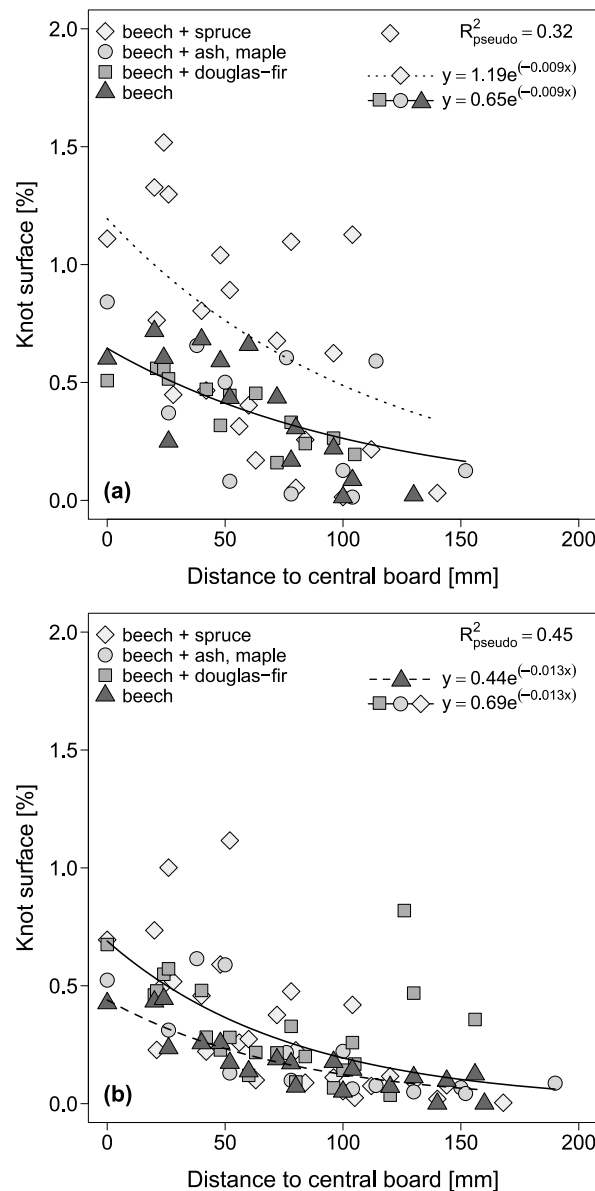 2.0
1.5
1.0
0.5
0.0
Knot surface [%]
beech + spruce
beech + ash, maple
beech + douglas−fir
beech
R²pseudo = 0.32
y = 1.19e^(−0.009x)
y = 0.65e^(−0.009x)
(a)
0 50 100 150 200
Distance to central board [mm]
2.0
1.5
1.0
0.5
0.0
Knot surface [%]
beech + spruce
beech + ash, maple
beech + douglas−fir
beech
R²pseudo = 0.45
y = 0.44e^(−0.013x)
y = 0.69e^(−0.013x)
(b)
0 50 100 150 200
Distance to central board [mm]